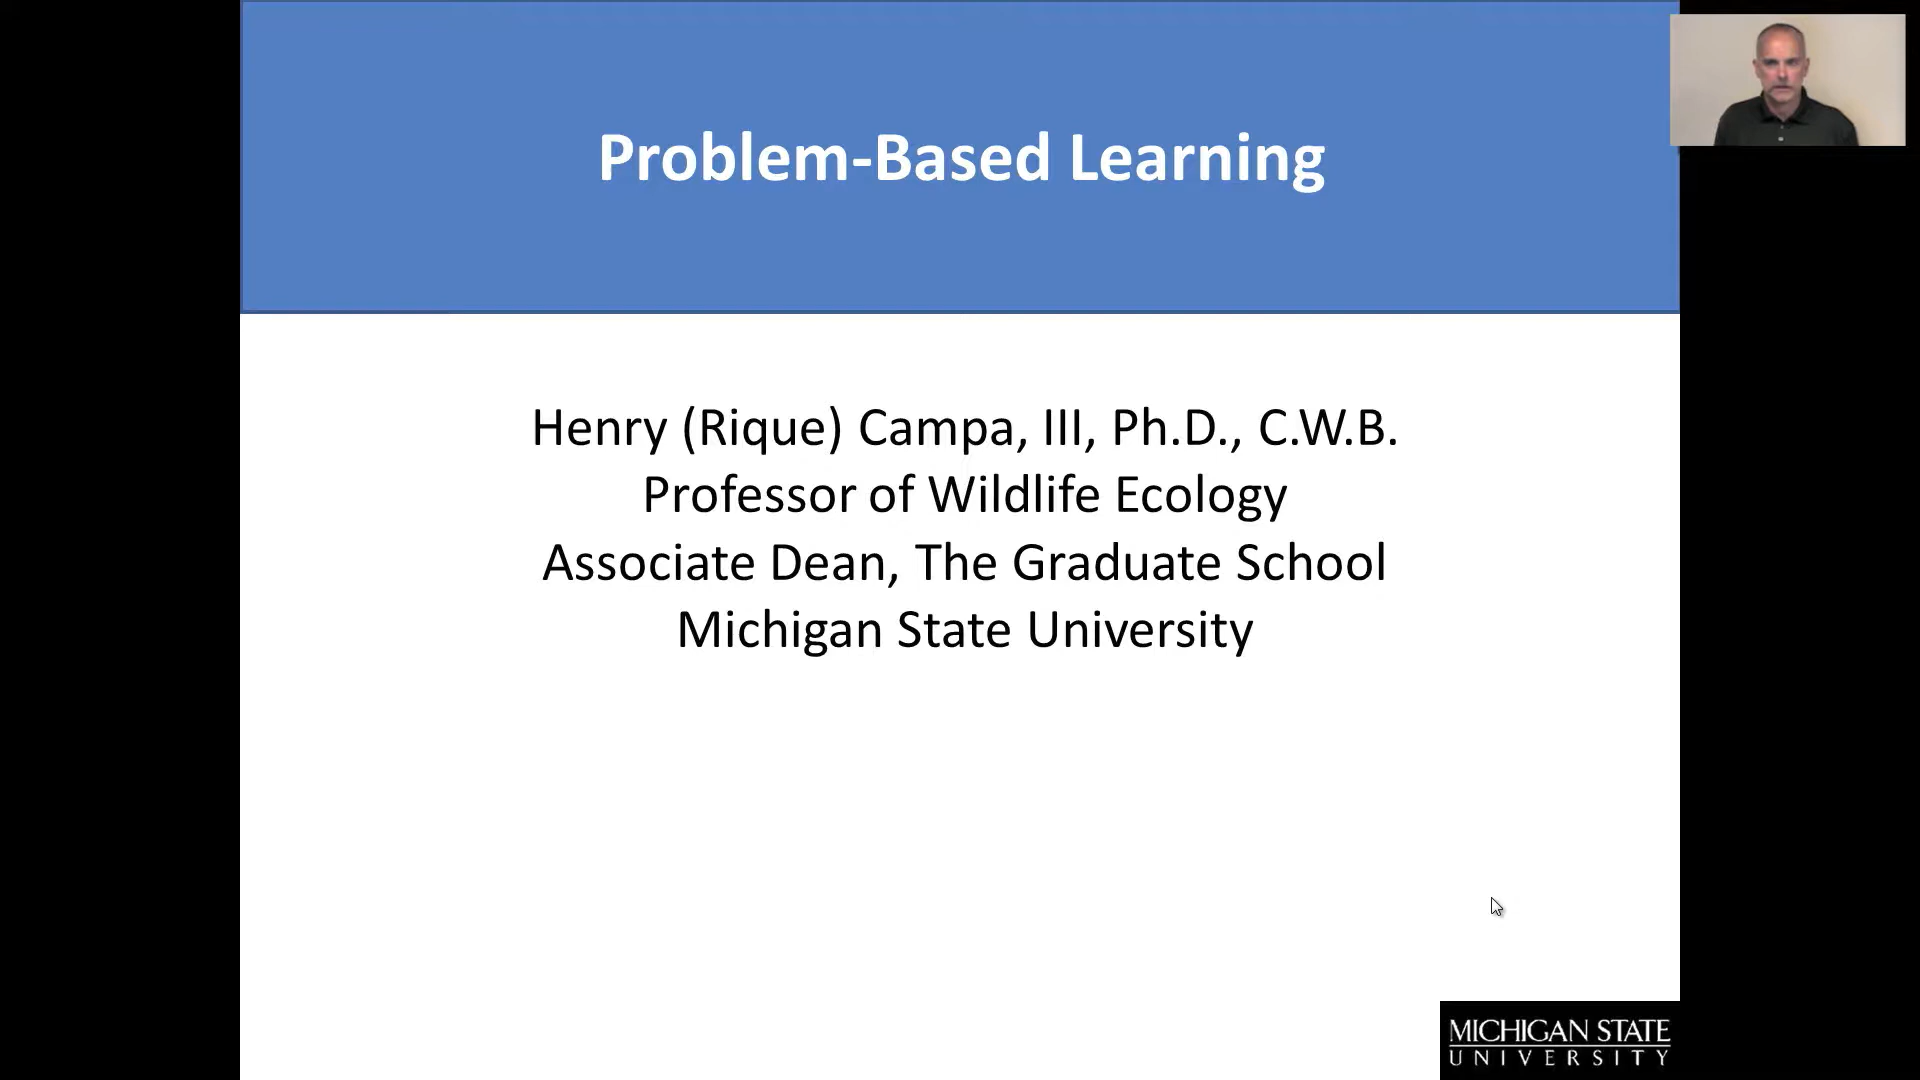 Problem-Based Learning
Henry (Rique) Campa, III, Ph.D., C.W.B.
Professor of Wildlife Ecology
Associate Dean, The Graduate School
Michigan State University
MICHIGAN STATE
UNIVERSITY